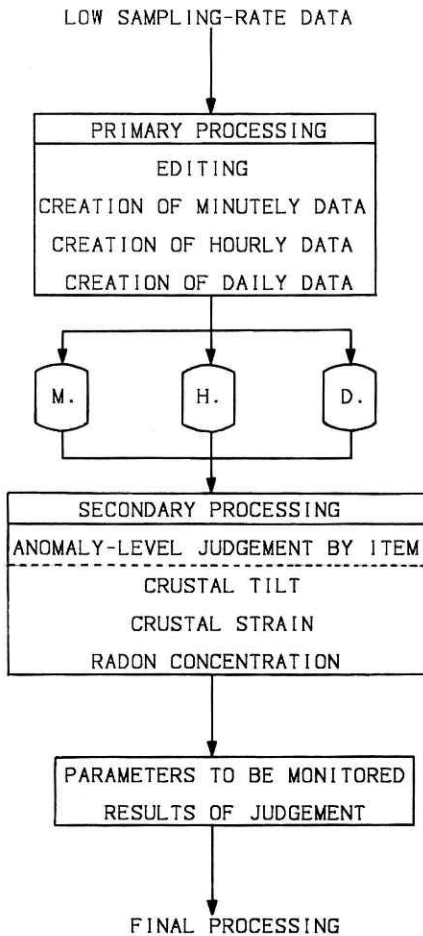 LOW SAMPLING-RATE DATA
PRIMARY PROCESSING
EDITING
CREATION OF MINUTELY DATA
CREATION OF HOURLY DATA
CREATION OF DAILY DATA
M. H. D.
SECONDARY PROCESSING
ANOMALY-LEVEL JUDGEMENT BY ITEM
CRUSTAL TILT
CRUSTAL STRAIN
RADON CONCENTRATION
PARAMETERS TO BE MONITORED
RESULTS OF JUDGEMENT
FINAL PROCESSING